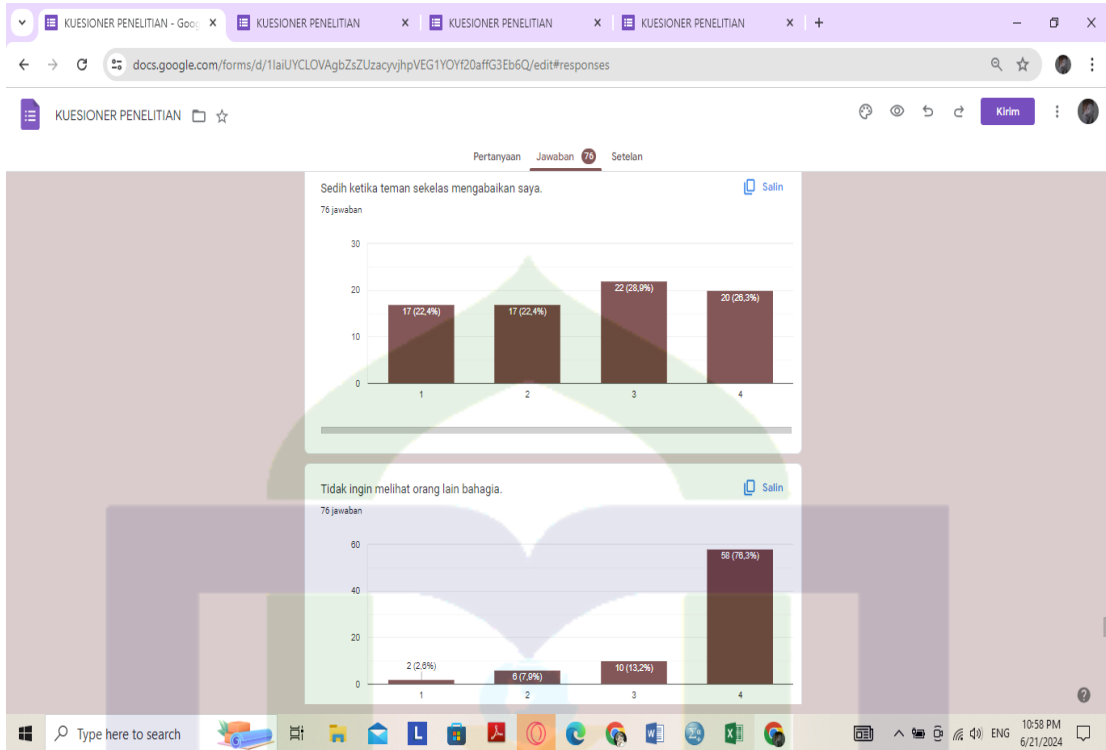 KUESIONER PENELITIAN - Goo
KUESIONER PENELITIAN
KUESIONER PENELITIAN
KUESIONER PENELITIAN
docs.google.com/forms/d/1laiUYCLOVAgbZsZUzacyvjhpVEG1YOYf20affG3Eb6Q/edit#responses
KUESIONER PENELITIAN
Kirim
Pertanyaan Jawaban 76 Setelan
Sedih ketika teman sekelas mengabaikan saya.
Salin
76 jawaban
30
20
10
0
17 (22,4%)
17 (22,4%)
22 (28,9%)
20 (26,3%)
1 2 3 4
Tidak ingin melihat orang lain bahagia.
Salin
76 jawaban
60
40
20
0
2 (2,6%)
6 (7,9%)
10 (13,2%)
58 (76,3%)
1 2 3 4
Type here to search
L
ENG
10:58 PM
6/21/2024